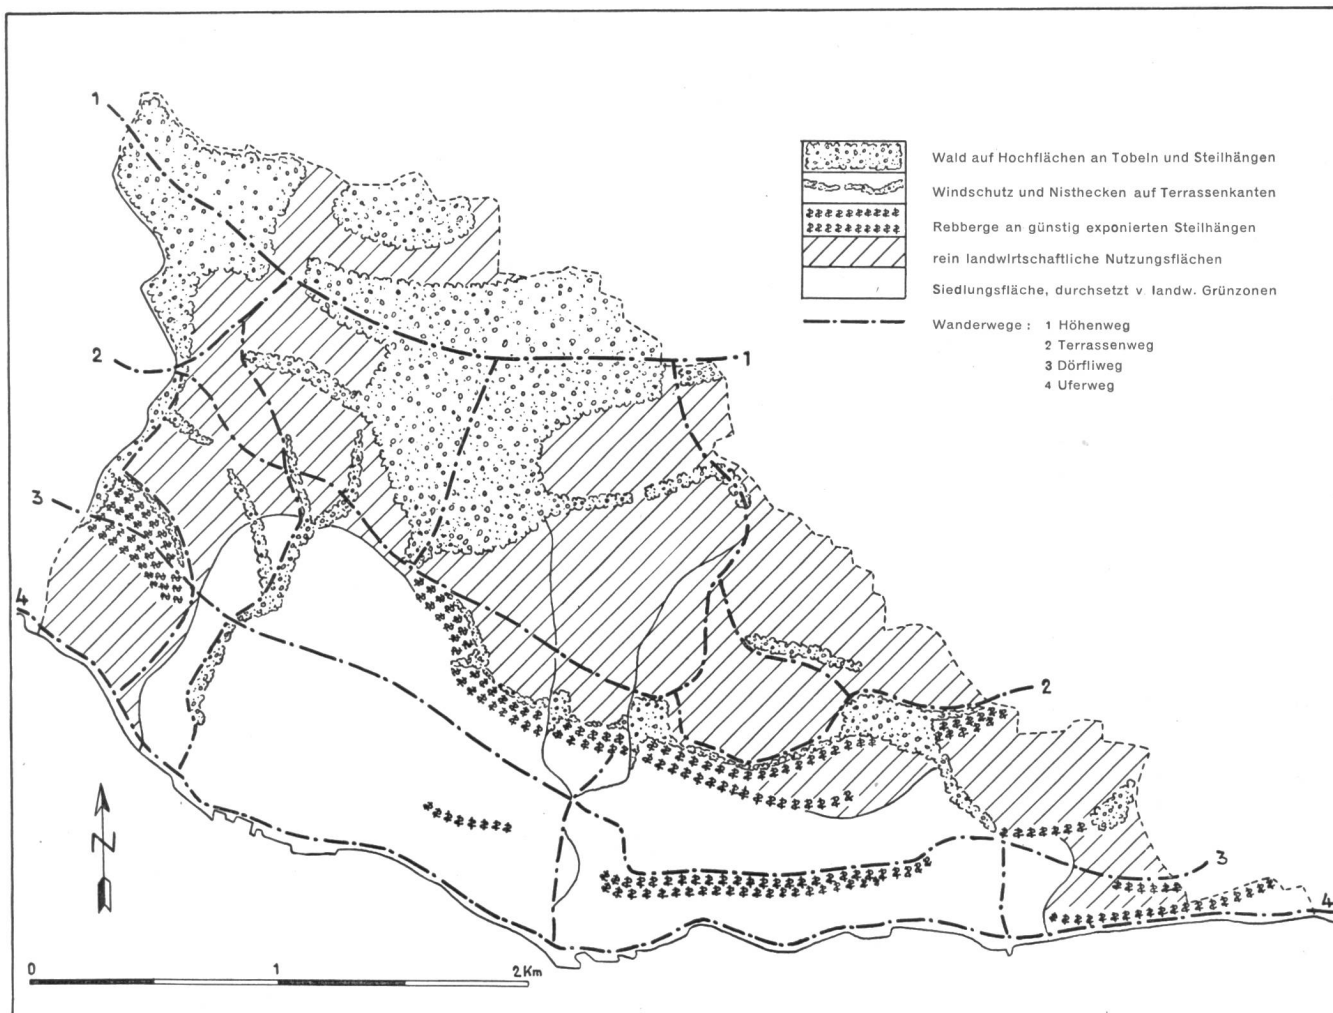 1
Wald auf Hochflächen an Tobeln und Steilhängen
Windschutz und Nisthecken auf Terrassenkanten
Rebberge an günstig exponierten Steilhängen
rein landwirtschaftliche Nutzungsflächen
Siedlungsfläche, durchsetzt v. landw. Grünzonen
Wanderwege : 1 Höhenweg
2 Terrassenweg
3 Dörfliweg
4 Uferweg
2
1
3
4
2
3
4
N
0 1 2 Km